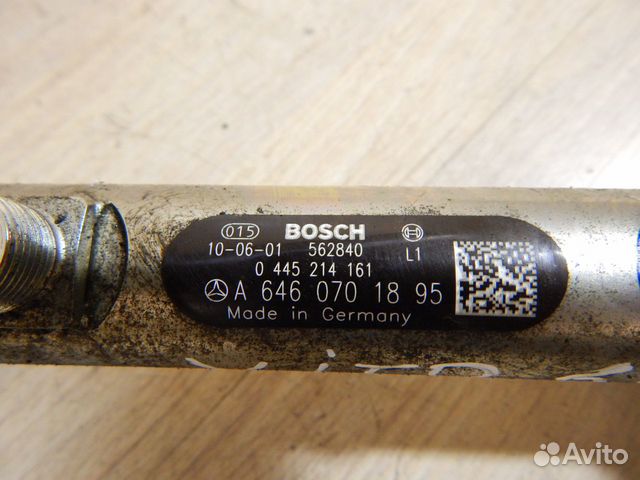 015 BOSCH
10-06-01 562840 L1
0 445 214 161
A 646 070 18 95
Made in Germany
Avito